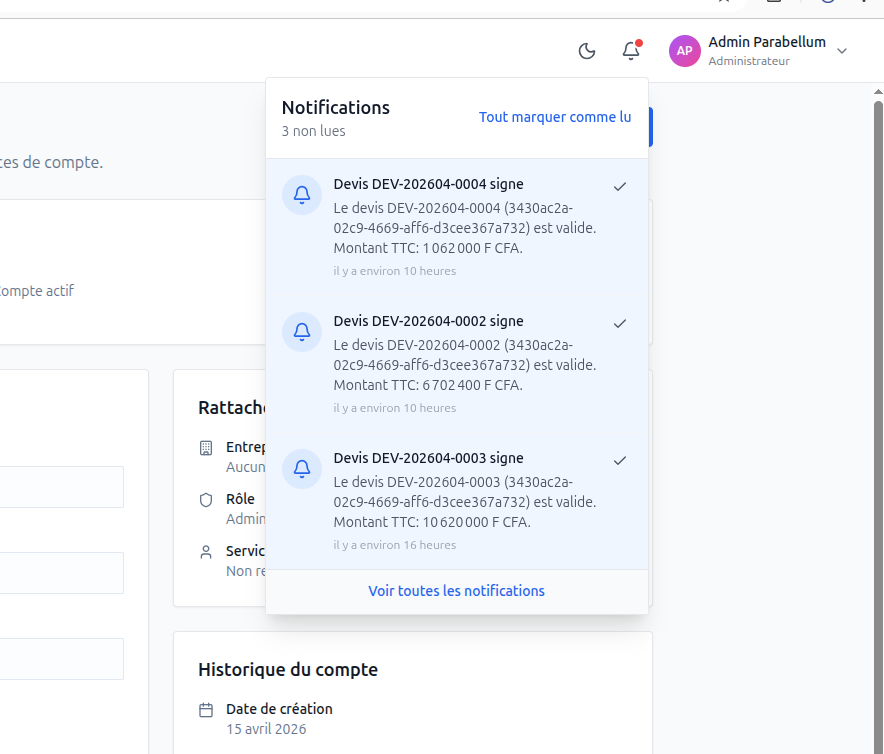 AP
Admin Parabellum
Administrateur
Notifications
3 non lues
Tout marquer comme lu
de compte.
Compte actif
Devis DEV-202604-0004 signe
Le devis DEV-202604-0004 (3430ac2a-
02c9-4669-aff6-d3cee367a732) est valide.
Montant TTC: 1 062 000 F CFA.
il y a environ 10 heures
Devis DEV-202604-0002 signe
Le devis DEV-202604-0002 (3430ac2a-
02c9-4669-aff6-d3cee367a732) est valide.
Montant TTC: 6 702 400 F CFA.
il y a environ 10 heures
Devis DEV-202604-0003 signe
Le devis DEV-202604-0003 (3430ac2a-
02c9-4669-aff6-d3cee367a732) est valide.
Montant TTC: 10 620 000 F CFA.
il y a environ 16 heures
Voir toutes les notifications
Rattach
Entrep
Aucun
Rôle
Admin
Servic
Non re
Historique du compte
Date de création
15 avril 2026